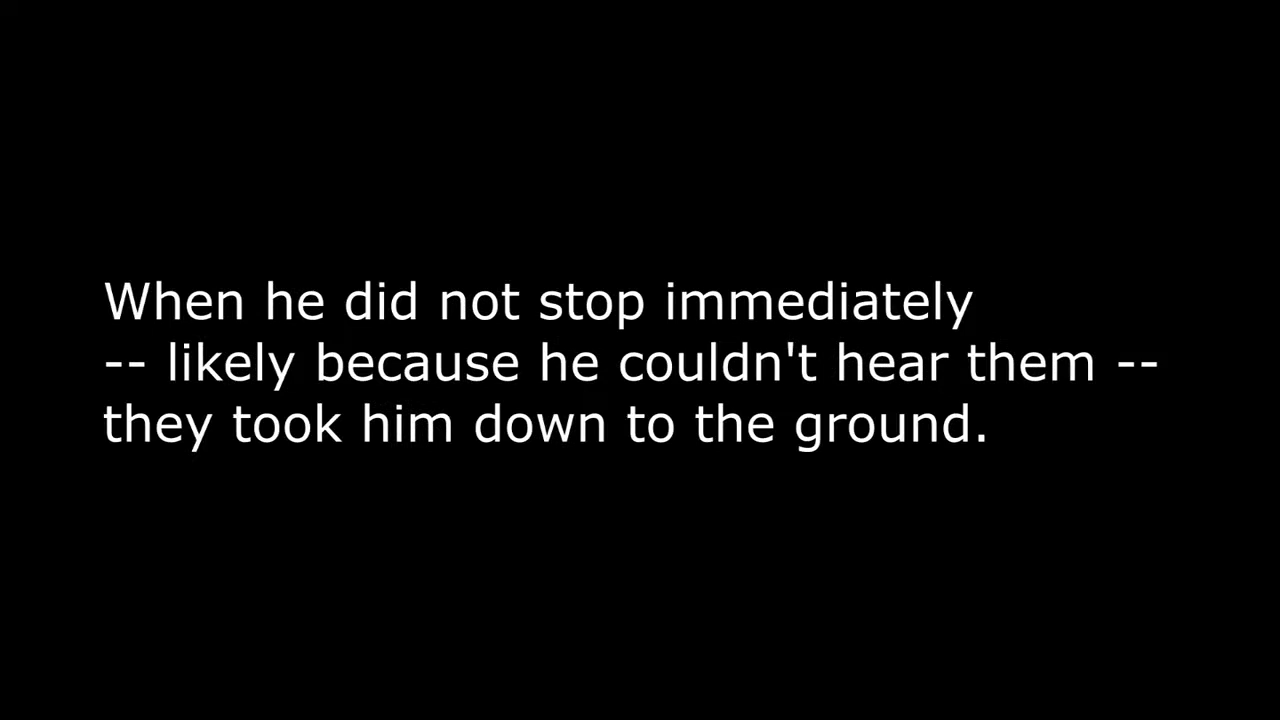 When he did not stop immediately
-- likely because he couldn't hear them --
they took him down to the ground.